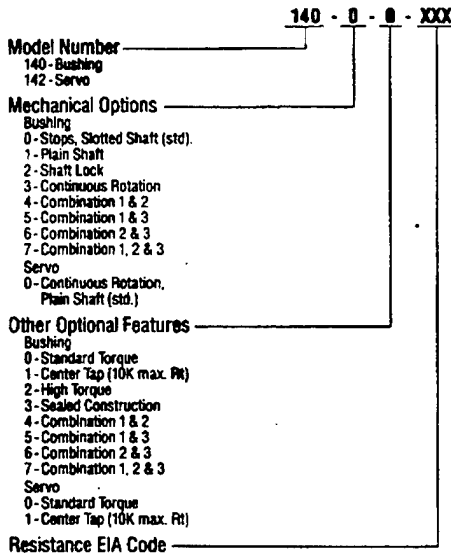 140 - 0 - 0 - XXX
Model Number
140 - Bushing
142 - Servo
Mechanical Options
Bushing
0 - Stops, Slotted Shaft (std).
1 - Plain Shaft
2 - Shaft Lock
3 - Continuous Rotation
4 - Combination 1 & 2
5 - Combination 1 & 3
6 - Combination 2 & 3
7 - Combination 1, 2 & 3
Servo
0 - Continuous Rotation,
Plain Shaft (std.)
Other Optional Features
Bushing
0 - Standard Torque
1 - Center Tap (10K max. Rt)
2 - High Torque
3 - Sealed Construction
4 - Combination 1 & 2
5 - Combination 1 & 3
6 - Combination 2 & 3
7 - Combination 1, 2 & 3
Servo
0 - Standard Torque
1 - Center Tap (10K max. Rt)
Resistance EIA Code